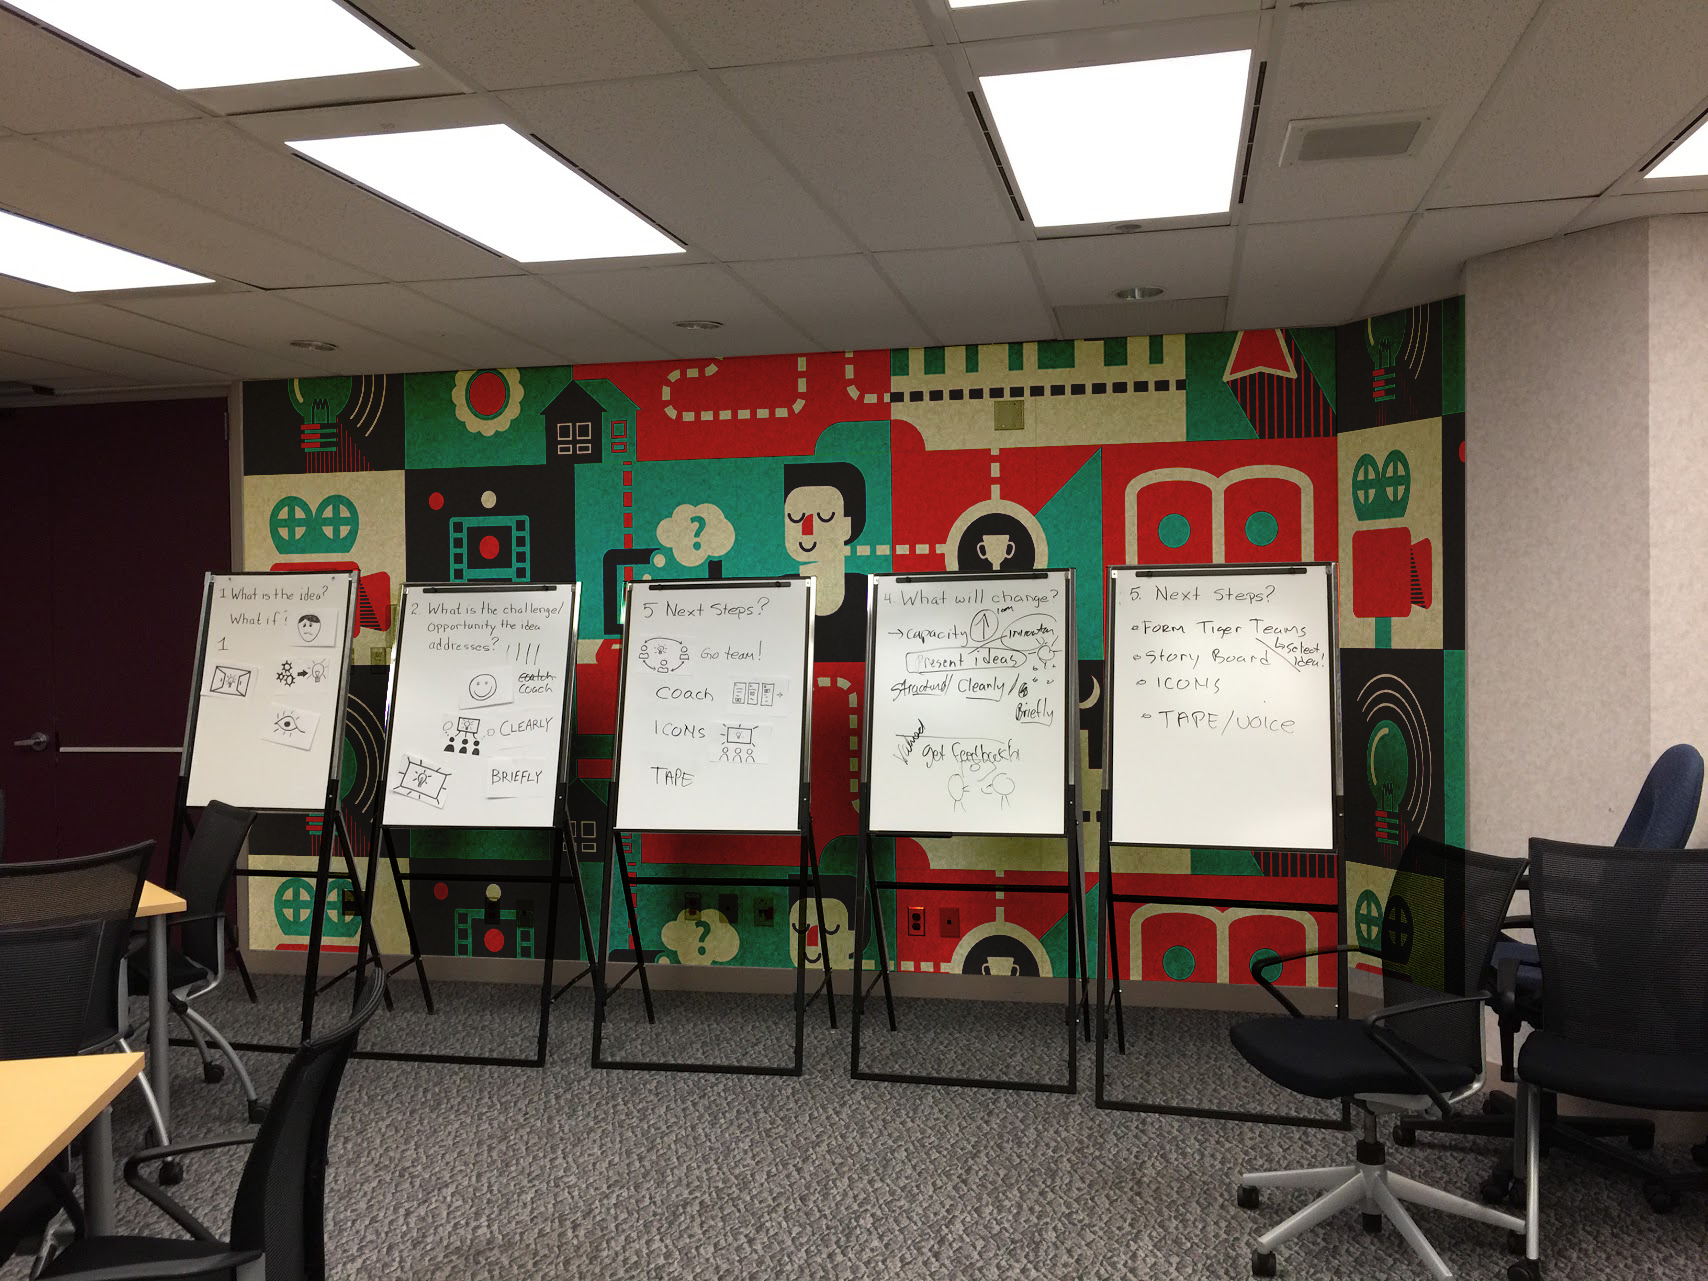 1 What is the idea?
What if
1
2. What is the challenge/
Opportunity the idea
addresses?
Coach
CLEARLY
BRIEFLY
5 Next Steps?
Go team!
COACH
ICONS
TAPE
4. What will change?
→ Capacity
Present ideas
Clearly /
Briefly
get feedback
5. Next Steps?
• FORM Tiger Teams
↳ select
idea!
• Story Board
• ICONS
• TAPE/VOICE
?
?